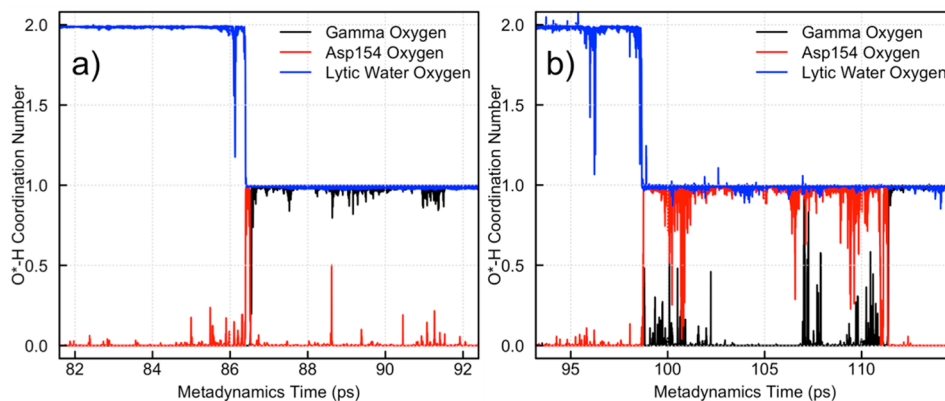 a)
Gamma Oxygen
Asp154 Oxygen
Lytic Water Oxygen
O*-H Coordination Number
2.0
1.5
1.0
0.5
0.0
82 84 86 88 90 92
Metadynamics Time (ps)
b)
Gamma Oxygen
Asp154 Oxygen
Lytic Water Oxygen
O*-H Coordination Number
2.0
1.5
1.0
0.5
0.0
95 100 105 110
Metadynamics Time (ps)